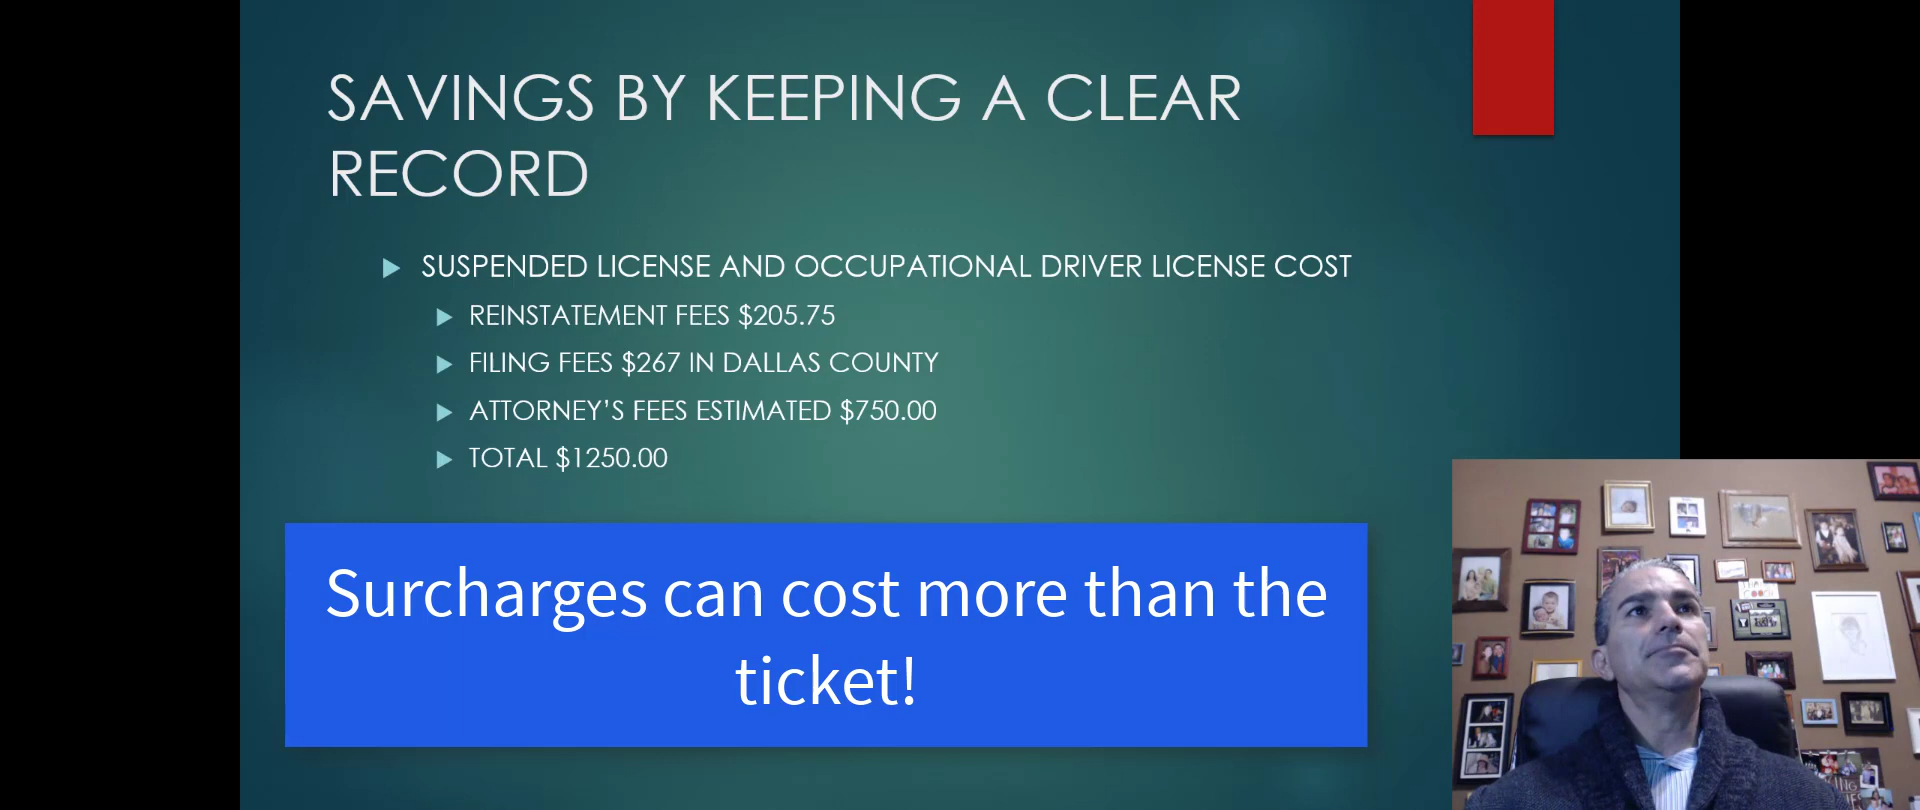 SAVINGS BY KEEPING A CLEAR
RECORD
SUSPENDED LICENSE AND OCCUPATIONAL DRIVER LICENSE COST
REINSTATEMENT FEES $205.75
FILING FEES $267 IN DALLAS COUNTY
ATTORNEY’S FEES ESTIMATED $750.00
TOTAL $1250.00
Surcharges can cost more than the
ticket!